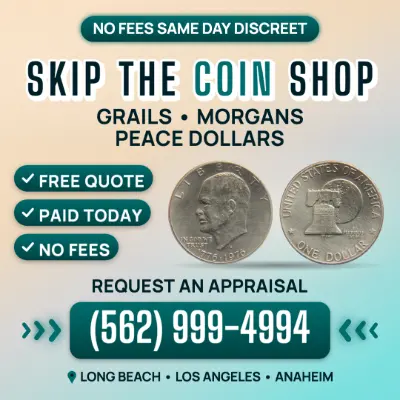 NO FEES SAME DAY DISCREET
SKIP THE COIN SHOP
GRAILS • MORGANS
PEACE DOLLARS
✓ FREE QUOTE
✓ PAID TODAY
✓ NO FEES
LIBERTY
IN GOD WE
TRUST
1776-1976
UNITED STATES OF AMERICA
ONE DOLLAR
REQUEST AN APPRAISAL
(562) 999-4994
LONG BEACH • LOS ANGELES • ANAHEIM